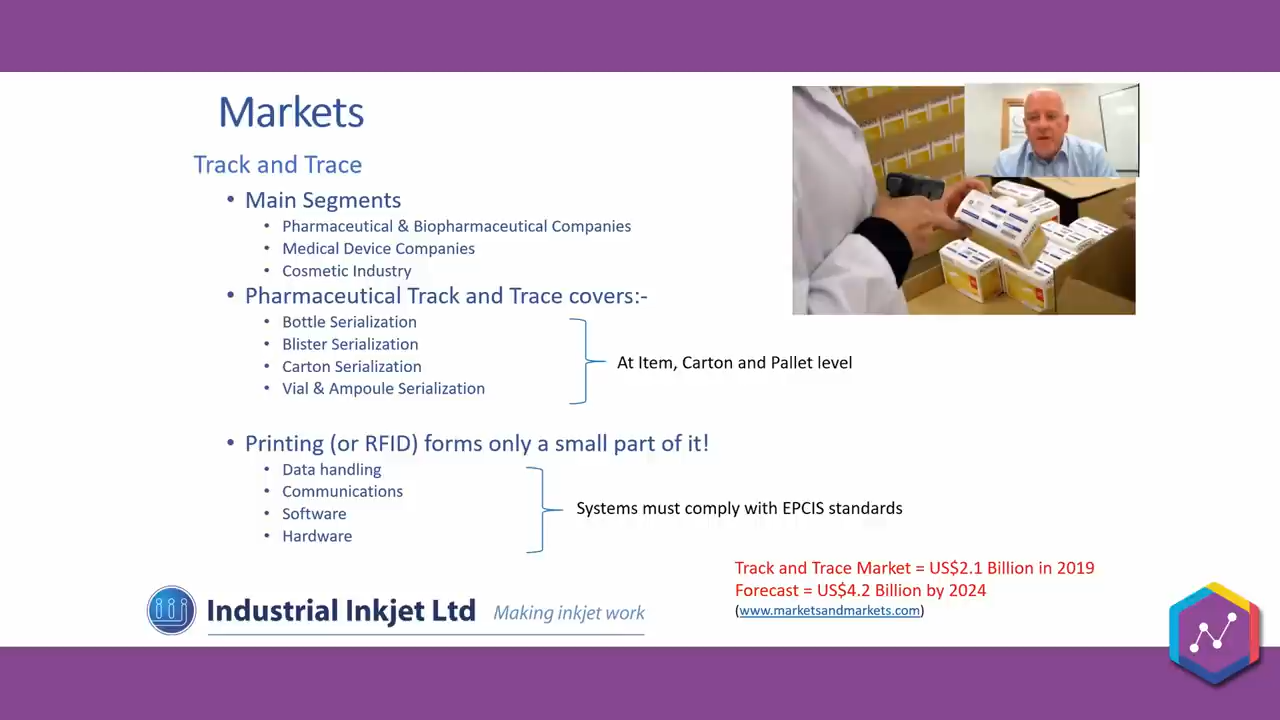 Markets
Track and Trace
• Main Segments
• Pharmaceutical & Biopharmaceutical Companies
• Medical Device Companies
• Cosmetic Industry
• Pharmaceutical Track and Trace covers:-
• Bottle Serialization
• Blister Serialization
• Carton Serialization
• Vial & Ampoule Serialization
At Item, Carton and Pallet level
• Printing (or RFID) forms only a small part of it!
• Data handling
• Communications
• Software
• Hardware
Systems must comply with EPCIS standards
Track and Trace Market = US$2.1 Billion in 2019
Forecast = US$4.2 Billion by 2024
(www.marketsandmarkets.com)
Industrial Inkjet Ltd Making inkjet work